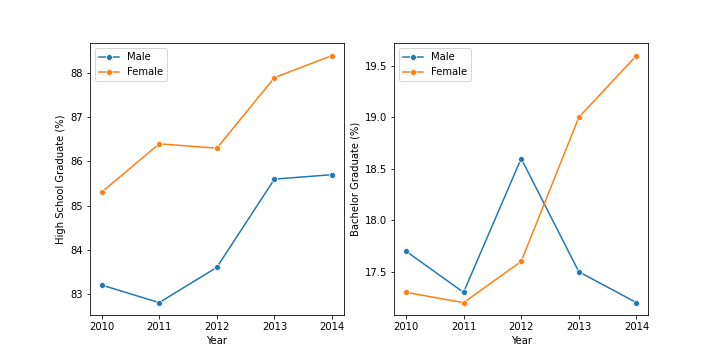 Male
Female
88
87
86
85
84
83
High School Graduate (%)
2010 2011 2012 2013 2014
Year
Male
Female
19.5
19.0
18.5
18.0
17.5
Bachelor Graduate (%)
2010 2011 2012 2013 2014
Year